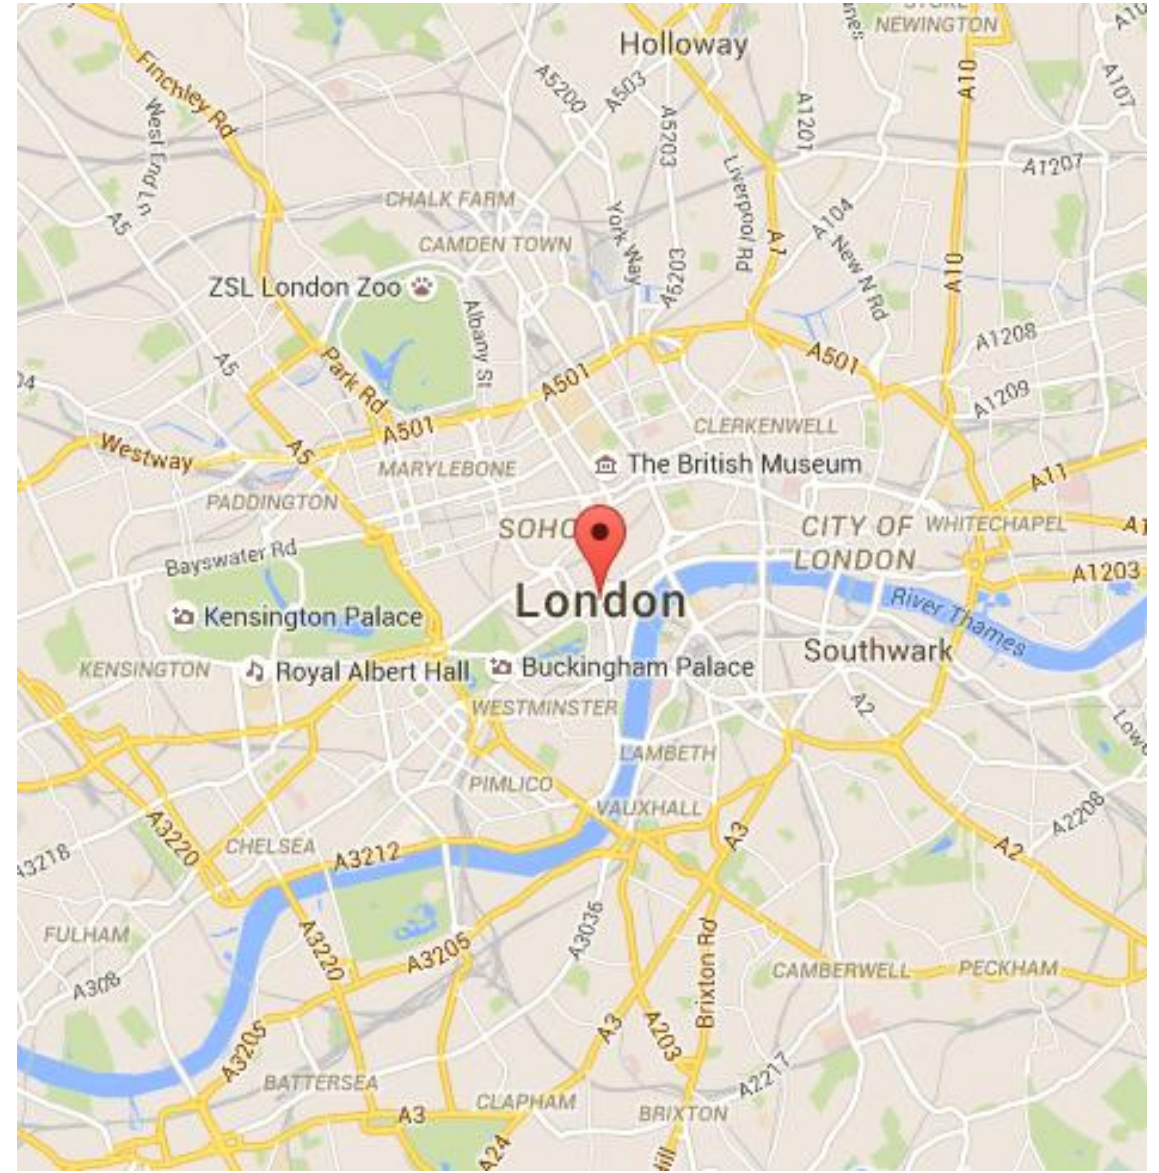 STOKE
NEWINGTON
Holloway
A10
A107
A10
Finchley Rd
A5200
A503
A5203
A1201
West End Ln
A1207
Liverpool Rd
CHALK FARM
A5
York Way
A104
CAMDEN TOWN
A1
New N Rd
A10
ZSL London Zoo
A5203
Albany St
A1208
A5
Park Rd
A501
A501
04
A1209
A501
CLERKENWELL
Westway
A5
MARYLEBONE
The British Museum
A11
PADDINGTON
SOHO
CITY OF
LONDON
WHITECHAPEL
A1
Bayswater Rd
A1203
London
River Thames
Kensington Palace
Southwark
KENSINGTON
Royal Albert Hall
Buckingham Palace
WESTMINSTER
A2
LAMBETH
PIMLICO
VAUXHALL
A2208
A3220
CHELSEA
A3212
A3
A2
A3218
FULHAM
A3220
A3205
A3036
Brixton Rd
CAMBERWELL
PECKHAM
A308
A3205
A3
A203
BATTERSEA
A2217
A3
CLAPHAM
BRIXTON
A24